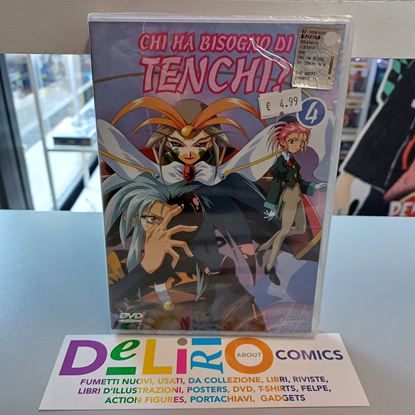 CHI HA BISOGNO DI
TENCHI?
€ 4.99
4
DVD
DELIRIO
ABOUT
COMICS
FUMETTI NUOVI, USATI, DA COLLEZIONE, LIBRI, RIVISTE,
LIBRI D'ILLUSTRAZIONI, POSTERS, DVD, T-SHIRTS, FELPE,
ACTION FIGURES, PORTACHIAVI, GADGETS